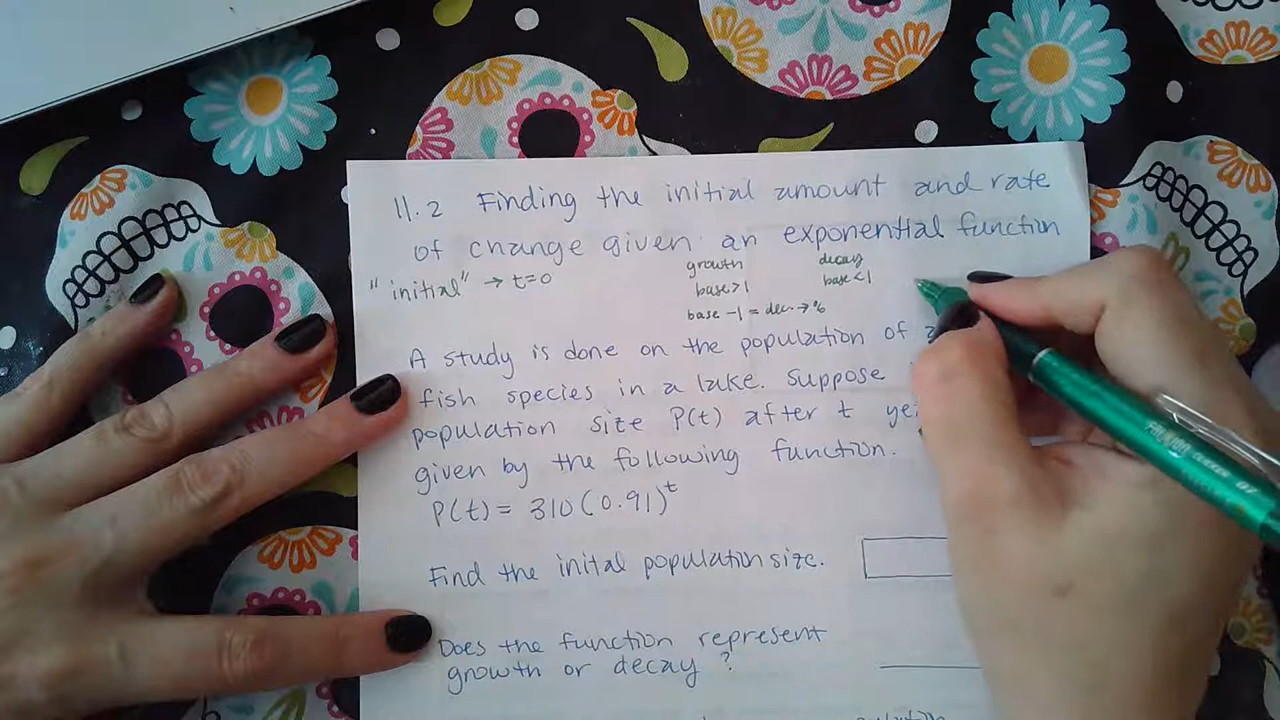 11.2 Finding the initial amount and rate
of change given an exponential function
"initial" → t=0
growth decay
base>1 base<1
base -1 = dec → %
A study is done on the population of
fish species in a lake. Suppose
population size P(t) after t
given by the following function.
P(t) = 310(0.91)^t
Find the inital population size.
Does the function represent
growth or decay?